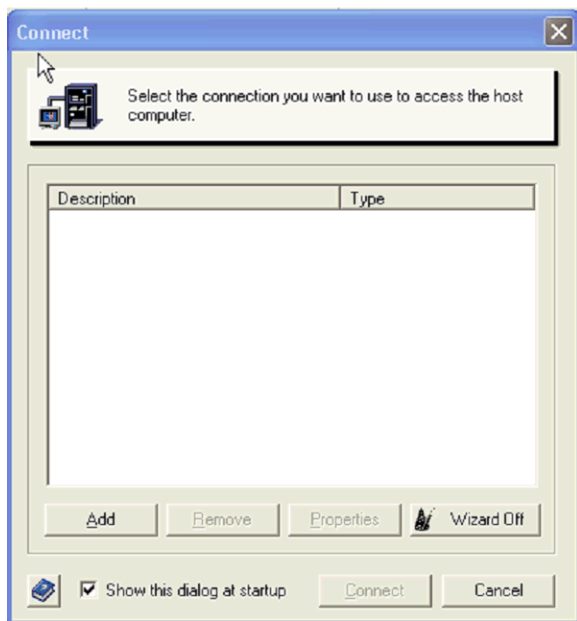 Connect
Select the connection you want to use to access the host
computer.
Description Type
Add Remove Properties Wizard Off
Show this dialog at startup Connect Cancel